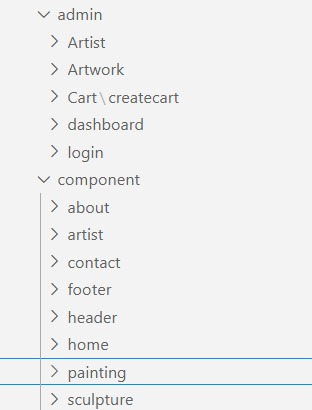 admin
Artist
Artwork
Cart\createcart
dashboard
login
component
about
artist
contact
footer
header
home
painting
sculpture